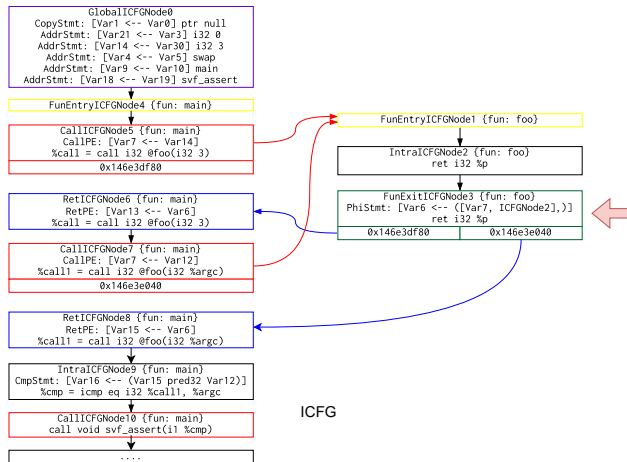 GlobalICFGNode0
CopyStmt: [Var1 <-- Var0] ptr null
AddrStmt: [Var21 <-- Var3] i32 0
AddrStmt: [Var14 <-- Var30] i32 3
AddrStmt: [Var4 <-- Var5] swap
AddrStmt: [Var9 <-- Var10] main
AddrStmt: [Var18 <-- Var19] svf_assert
FunEntryICFGNode4 {fun: main}
CallICFGNode5 {fun: main}
CallPE: [Var7 <-- Var14]
%call = call i32 @foo(i32 3)
0x146e3df80
RetICFGNode6 {fun: main}
RetPE: [Var13 <-- Var6]
%call = call i32 @foo(i32 3)
CallICFGNode7 {fun: main}
CallPE: [Var7 <-- Var12]
%call1 = call i32 @foo(i32 %argc)
0x146e3e040
RetICFGNode8 {fun: main}
RetPE: [Var15 <-- Var6]
%call1 = call i32 @foo(i32 %argc)
IntraICFGNode9 {fun: main}
CmpStmt: [Var16 <-- (Var15 pred32 Var12)]
%cmp = icmp eq i32 %call1, %argc
CallICFGNode10 {fun: main}
call void svf_assert(i1 %cmp)
....
FunEntryICFGNode1 {fun: foo}
IntraICFGNode2 {fun: foo}
ret i32 %p
FunExitICFGNode3 {fun: foo}
PhiStmt: [Var6 <-- ([Var7, ICFGNode2],)]
ret i32 %p
0x146e3df80 0x146e3e040
ICFG